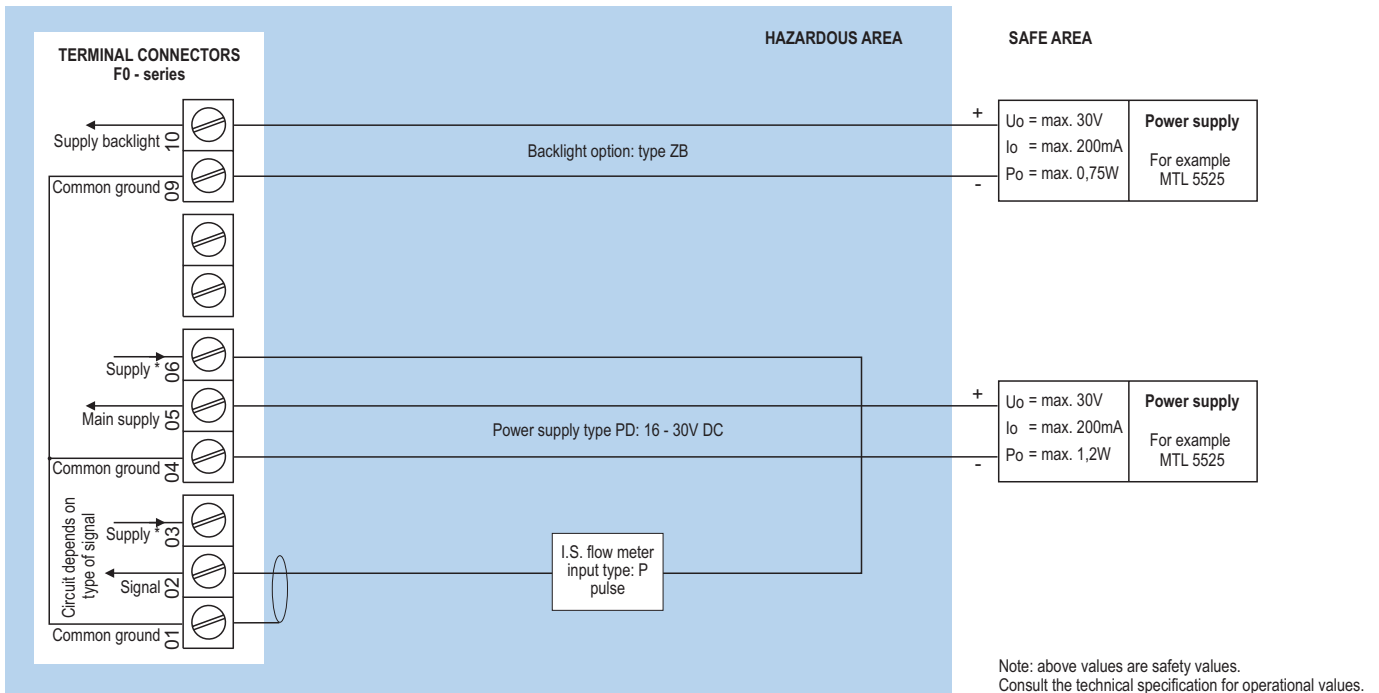 HAZARDOUS AREA
SAFE AREA
TERMINAL CONNECTORS
F0 - series
Supply backlight
10
Common ground
09
Backlight option: type ZB
+
-
Uo = max. 30V
Io = max. 200mA
Po = max. 0,75W
Power supply
For example
MTL 5525
Supply *
06
Main supply
05
Common ground
04
Power supply type PD: 16 - 30V DC
+
-
Uo = max. 30V
Io = max. 200mA
Po = max. 1,2W
Power supply
For example
MTL 5525
Circuit depends on
type of signal
Supply *
03
Signal
02
Common ground
01
I.S. flow meter
input type: P
pulse
Note: above values are safety values.
Consult the technical specification for operational values.